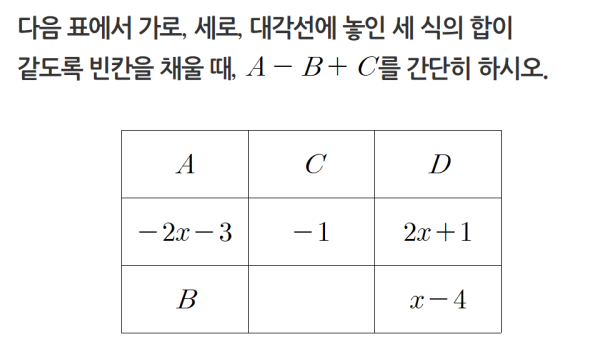 다음 표에서 가로, 세로, 대각선에 놓인 세 식의 합이
같도록 빈칸을 채울 때, A − B + C를 간단히 하시오.
A C D
−2x−3 −1 2x+1
B x−4